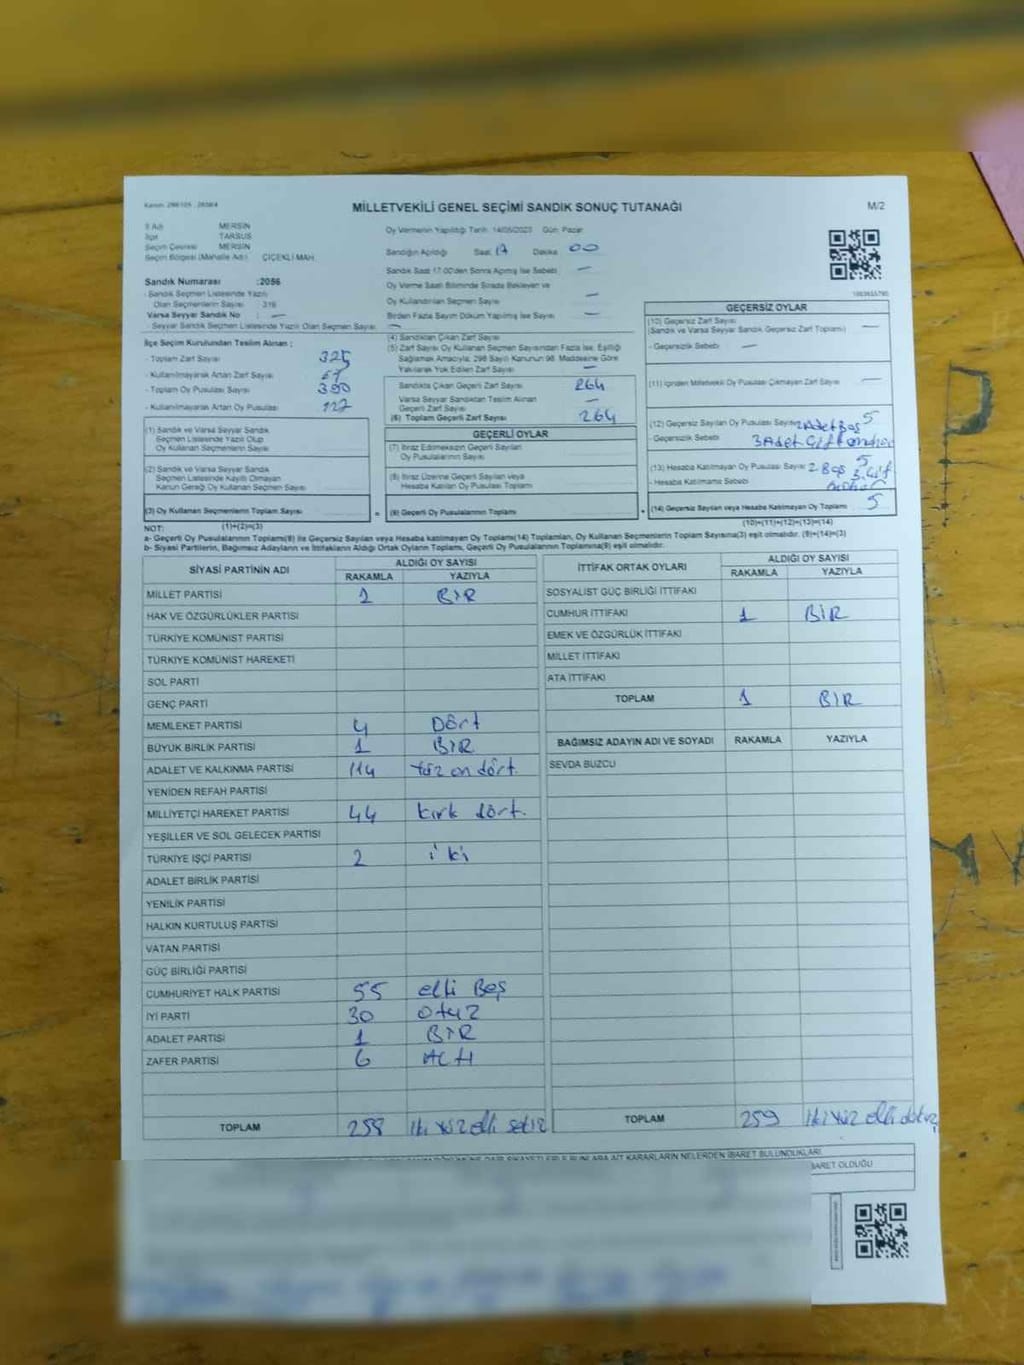 MİLLETVEKİLİ GENEL SEÇİMİ SANDIK SONUÇ TUTANAĞI
M/2
İl Adı MERSİN
İlçe TARSUS
Seçim Çevresi MERSİN
Seçim Bölgesi (Mahalle Adı) ÇİÇEKLİ MAH.
Sandık Numarası :2056
- Sandık Seçmen Listesinde Yazılı
Olan Seçmenlerin Sayısı : 316
Varsa Seyyar Sandık No : —
- Seyyar Sandık Seçmen Listesinde Yazılı Olan Seçmen Sayısı: —
İlçe Seçim Kurulundan Teslim Alınan ;
- Toplam Zarf Sayısı 325
- Kullanılmayarak Artan Zarf Sayısı
- Toplam Oy Pusulası Sayısı 390
- Kullanılmayarak Artan Oy Pusulası 127
(1) Sandık ve Varsa Seyyar Sandık
Seçmen Listesinde Yazılı Olup
Oy Kullanan Seçmenlerin Sayısı
(2) Sandık ve Varsa Seyyar Sandık
Seçmen Listesinde Kayıtlı Olmayan
Kanun Gereği Oy Kullanan Seçmen Sayısı
(3) Oy Kullanan Seçmenlerin Toplam Sayısı
(1)+(2)=(3)
Oy Vermenin Yapıldığı Tarih: 14/05/2023 Gün: Pazar
Sandığın Açıldığı Saat 17 Dakika 00
Sandık Saat 17.00'den Sonra Açılmış İse Sebebi —
Oy Verme Saati Bitiminde Sırada Bekleyen ve
Oy Kullandırılan Seçmen Sayısı —
Birden Fazla Sayım Döküm Yapılmış İse Sayısı —
(4) Sandıktan Çıkan Zarf Sayısı
(5) Zarf Sayısı Oy Kullanan Seçmen Sayısından Fazla İse, Eşitliği
Sağlamak Amacıyla, 298 Sayılı Kanunun 98. Maddesine Göre
Yakılarak Yok Edilen Zarf Sayısı —
Sandıkta Çıkan Geçerli Zarf Sayısı 264
Varsa Seyyar Sandıktan Teslim Alınan
Geçerli Zarf Sayısı —
(6) Toplam Geçerli Zarf Sayısı 264
GEÇERLİ OYLAR
(7) İtiraz Edilmeksizin Geçerli Sayılan
Oy Pusulalarının Sayısı
(8) İtiraz Üzerine Geçerli Sayılan veya
Hesaba Katılan Oy Pusulası Toplamı
= (9) Geçerli Oy Pusulalarının Toplamı
GEÇERSİZ OYLAR
(10) Geçersiz Zarf Sayısı
(Sandık ve Varsa Seyyar Sandık Geçersiz Zarf Toplamı) —
- Geçersizlik Sebebi —
(11) İçinden Milletvekili Oy Pusulası Çıkmayan Zarf Sayısı —
(12) Geçersiz Sayılan Oy Pusulası Sayısı 2 Adet Boş 5
- Geçersizlik Sebebi 3 Adet Çift
(13) Hesaba Katılmayan Oy Pusulası Sayısı 2 Boş 5
- Hesaba Katılmama Sebebi
+ (14) Geçersiz Sayılan veya Hesaba Katılmayan Oy Toplamı 5
(10)+(11)+(12)+(13)=(14)
NOT:
a- Geçerli Oy Pusulalarının Toplamı(9) ile Geçersiz Sayılan veya Hesaba katılmayan Oy Toplamı(14) Toplamları, Oy Kullanan Seçmenlerin Toplam Sayısına(3) eşit olmalıdır. (9)+(14)=(3)
b- Siyasi Partilerin, Bağımsız Adayların ve İttifakların Aldığı Ortak Oyların Toplamı, Geçerli Oy Pusulalarının Toplamına(9) eşit olmalıdır.
SİYASİ PARTİNİN ADI ALDIĞI OY SAYISI
RAKAMLA YAZIYLA
MİLLET PARTİSİ 1 BİR
HAK VE ÖZGÜRLÜKLER PARTİSİ
TÜRKİYE KOMÜNİST PARTİSİ
TÜRKİYE KOMÜNİST HAREKETİ
SOL PARTİ
GENÇ PARTİ
MEMLEKET PARTİSİ 4 Dört
BÜYÜK BİRLİK PARTİSİ 1 BİR
ADALET VE KALKINMA PARTİSİ 114 Yüz on dört.
YENİDEN REFAH PARTİSİ
MİLLİYETÇİ HAREKET PARTİSİ 44 kırk dört.
YEŞİLLER VE SOL GELECEK PARTİSİ
TÜRKİYE İŞÇİ PARTİSİ 2 iki
ADALET BİRLİK PARTİSİ
YENİLİK PARTİSİ
HALKIN KURTULUŞ PARTİSİ
VATAN PARTİSİ
GÜÇ BİRLİĞİ PARTİSİ
CUMHURİYET HALK PARTİSİ 55 elli Beş
İYİ PARTİ 30 Otuz
ADALET PARTİSİ 1 BİR
ZAFER PARTİSİ 6 ALTI
TOPLAM 258 iki yüz elli sekiz
İTTİFAK ORTAK OYLARI ALDIĞI OY SAYISI
RAKAMLA YAZIYLA
SOSYALİST GÜÇ BİRLİĞİ İTTİFAKI
CUMHUR İTTİFAKI 1 BİR
EMEK VE ÖZGÜRLÜK İTTİFAKI
MİLLET İTTİFAKI
ATA İTTİFAKI
TOPLAM 1 BİR
BAĞIMSIZ ADAYIN ADI VE SOYADI RAKAMLA YAZIYLA
SEVDA BUZCU
TOPLAM 259 iki yüz elli dokuz
KARARLARIN NELERDEN İBARET BULUNDUKLARI
BARET OLDUĞU